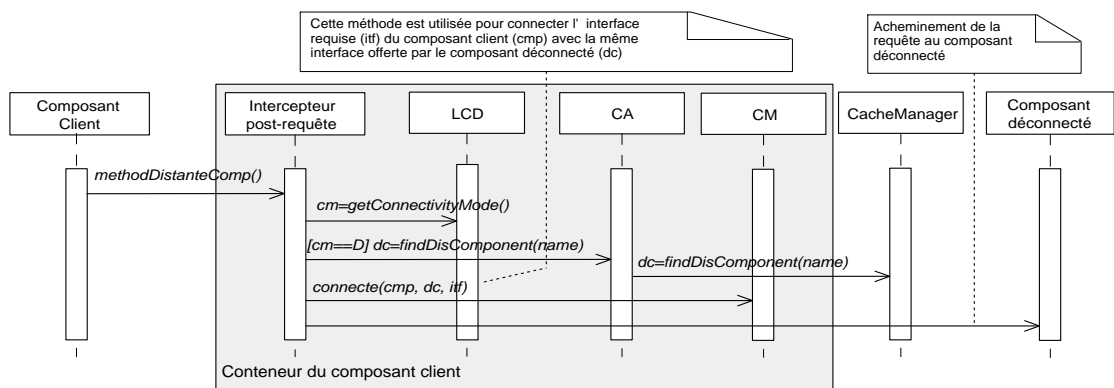 Cette méthode est utilisée pour connecter l' interface
requise (itf) du composant client (cmp) avec la même
interface offerte par le composant déconnecté (dc)
Acheminement de la
requête au composant
déconnecté
Composant
Client
Intercepteur
post-requête
LCD
CA
CM
CacheManager
Composant
déconnecté
methodDistanteComp()
cm=getConnectivityMode()
[cm==D] dc=findDisComponent(name)
dc=findDisComponent(name)
connecte(cmp, dc, itf)
Conteneur du composant client